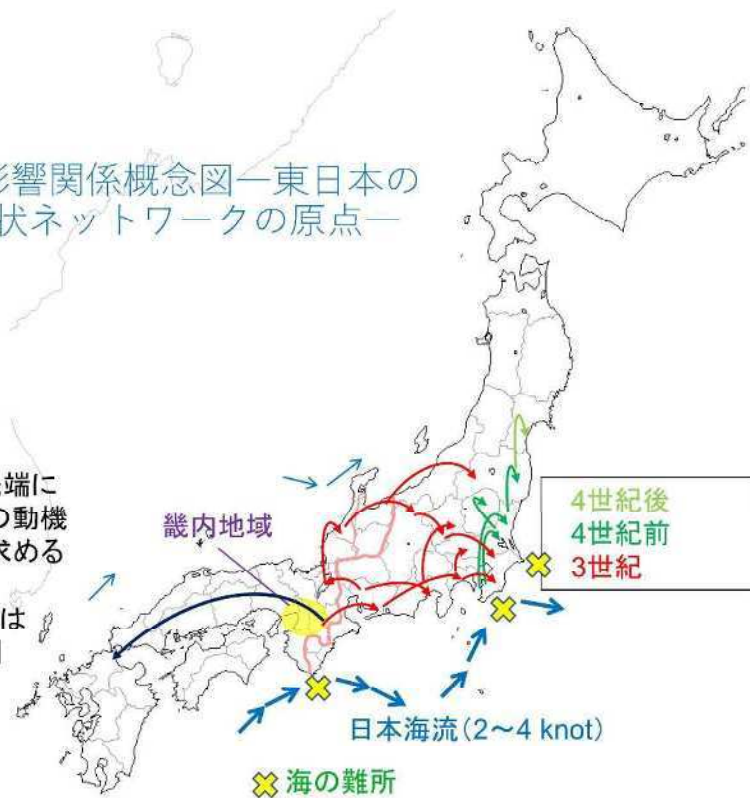 影響関係概念図―東日本の
状ネットワークの原点―
端に
の動機
求める
は
畿内地域
4世紀後
4世紀前
3世紀
日本海流(2～4 knot)
海の難所